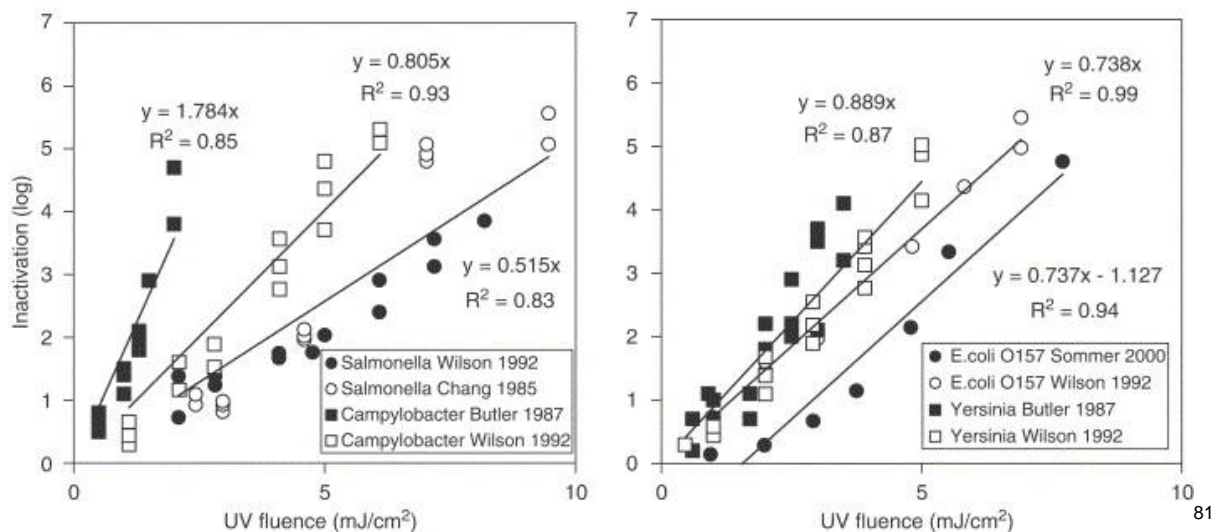 7
6
5
4
3
2
1
0
Inactivation (log)
y = 1.784x
R² = 0.85
y = 0.805x
R² = 0.93
y = 0.515x
R² = 0.83
Salmonella Wilson 1992
Salmonella Chang 1985
Campylobacter Butler 1987
Campylobacter Wilson 1992
0 5 10
UV fluence (mJ/cm²)
7
6
5
4
3
2
1
0
y = 0.889x
R² = 0.87
y = 0.738x
R² = 0.99
y = 0.737x - 1.127
R² = 0.94
E.coli O157 Sommer 2000
E.coli O157 Wilson 1992
Yersinia Butler 1987
Yersinia Wilson 1992
0 5 10
UV fluence (mJ/cm²)
81